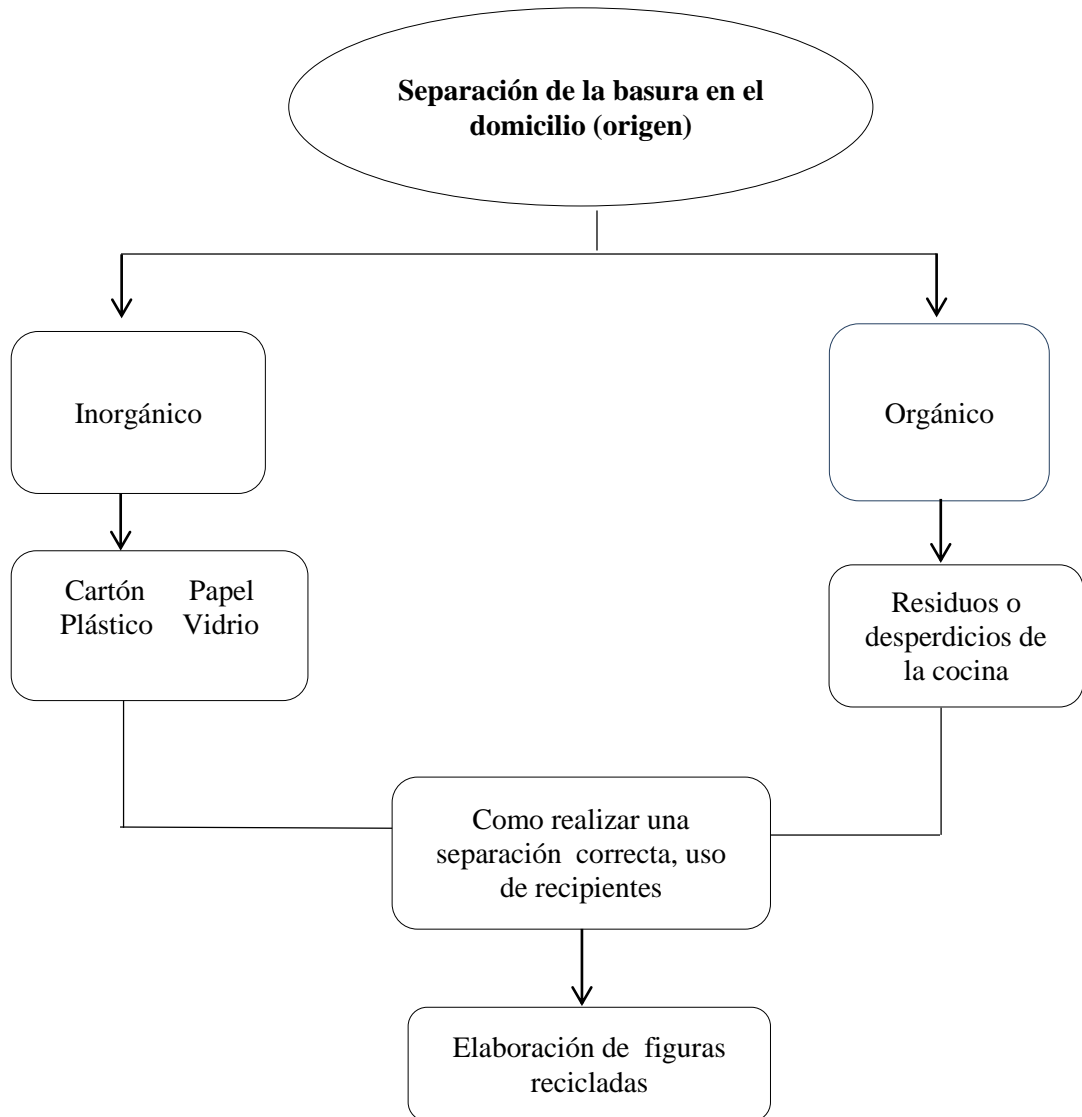 Separación de la basura en el
domicilio (origen)
Inorgánico
Orgánico
Cartón Papel
Plástico Vidrio
Residuos o
desperdicios de
la cocina
Como realizar una
separación correcta, uso
de recipientes
Elaboración de figuras
recicladas